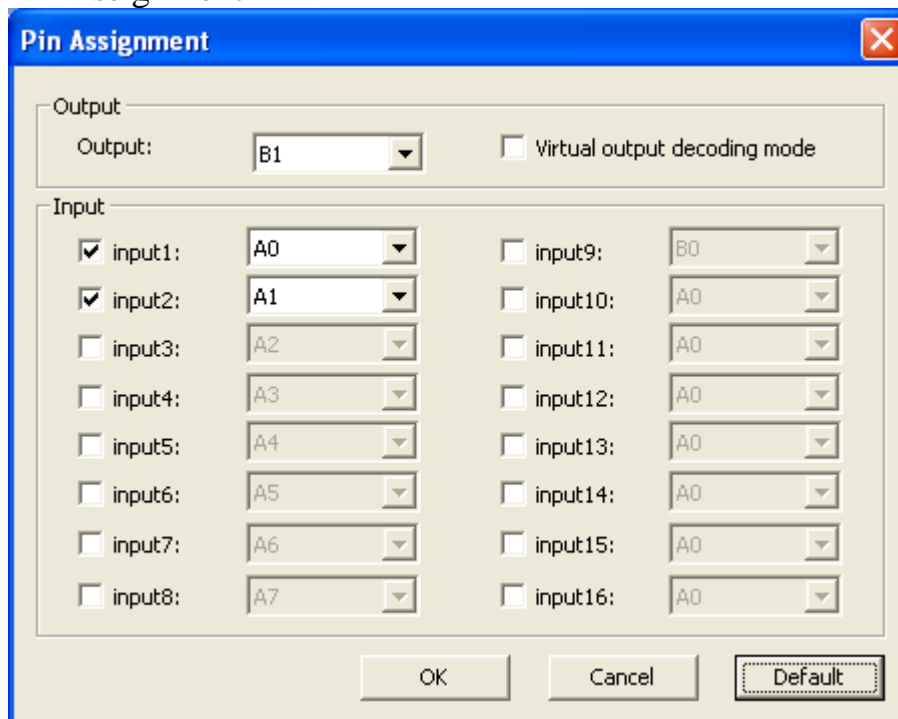 Pin Assignment
Output
Output: B1 Virtual output decoding mode
Input
input1: A0 input9: B0
input2: A1 input10: A0
input3: A2 input11: A0
input4: A3 input12: A0
input5: A4 input13: A0
input6: A5 input14: A0
input7: A6 input15: A0
input8: A7 input16: A0
OK Cancel Default